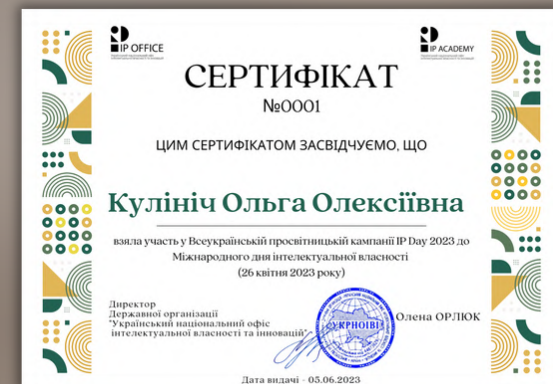 IP OFFICE
IP ACADEMY
СЕРТИФІКАТ
№0001
ЦИМ СЕРТИФІКАТОМ ЗАСВІДЧУЄМО, ЩО
Кулініч Ольга Олексіївна
взяла участь у Всеукраїнській просвітницькій кампанії IP Day 2023 до
Міжнародного дня інтелектуальної власності
(26 квітня 2023 року)
Директор
Державної організації
"Український національний офіс
інтелектуальної власності та інновацій"
УКРНОІВІ
Олена ОРЛЮК
Дата видачі - 05.06.2023